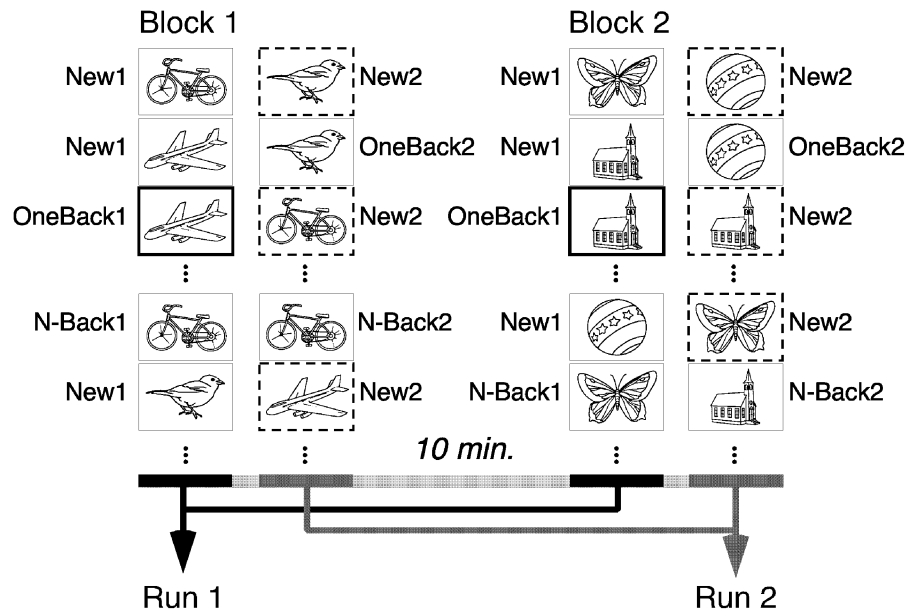 Block 1
Block 2
New1
New2
New1
New2
New1
OneBack2
New1
OneBack2
OneBack1
New2
OneBack1
New2
N-Back1
N-Back2
New1
New2
New1
New2
N-Back1
N-Back2
10 min.
Run 1
Run 2